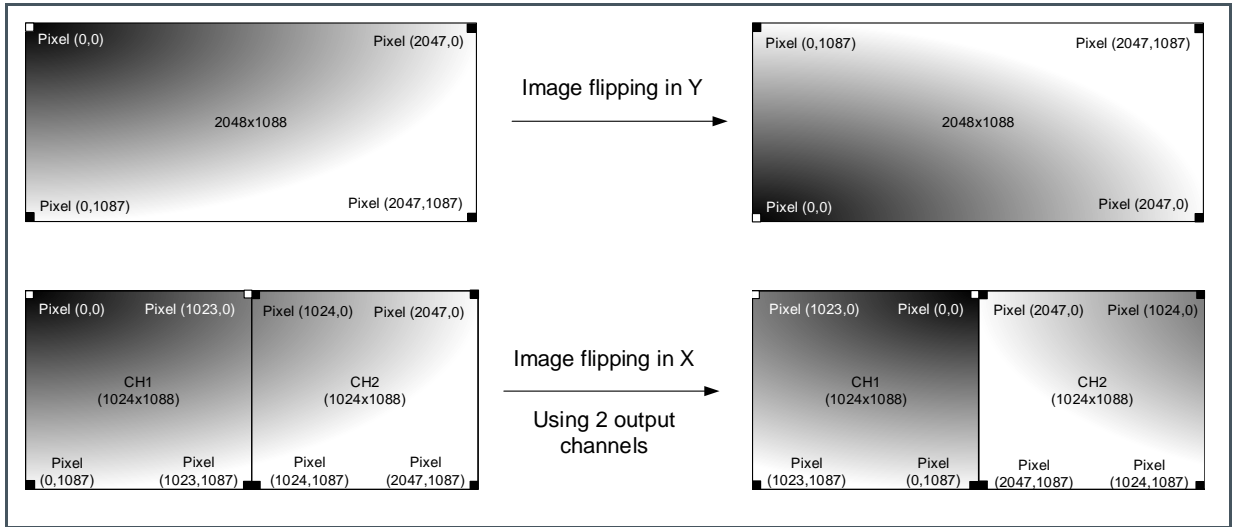 Pixel (0,0)
Pixel (2047,0)
2048x1088
Pixel (0,1087)
Pixel (2047,1087)
Image flipping in Y
Pixel (0,1087)
Pixel (2047,1087)
2048x1088
Pixel (0,0)
Pixel (2047,0)
Pixel (0,0)
Pixel (1023,0)
Pixel (1024,0)
Pixel (2047,0)
CH1
(1024x1088)
CH2
(1024x1088)
Pixel
(0,1087)
Pixel
(1023,1087)
Pixel
(1024,1087)
Pixel
(2047,1087)
Image flipping in X
Using 2 output
channels
Pixel (1023,0)
Pixel (0,0)
Pixel (2047,0)
Pixel (1024,0)
CH1
(1024x1088)
CH2
(1024x1088)
Pixel
(1023,1087)
Pixel
(0,1087)
Pixel
(2047,1087)
Pixel
(1024,1087)